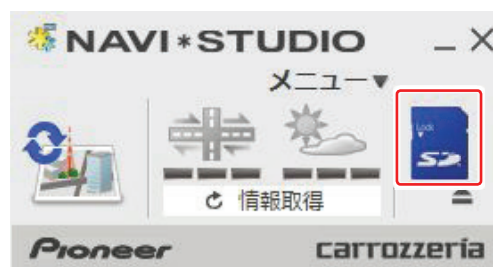 NAVI*STUDIO
メニュー▼
Lock
SD
情報取得
Pioneer
carrozzeria